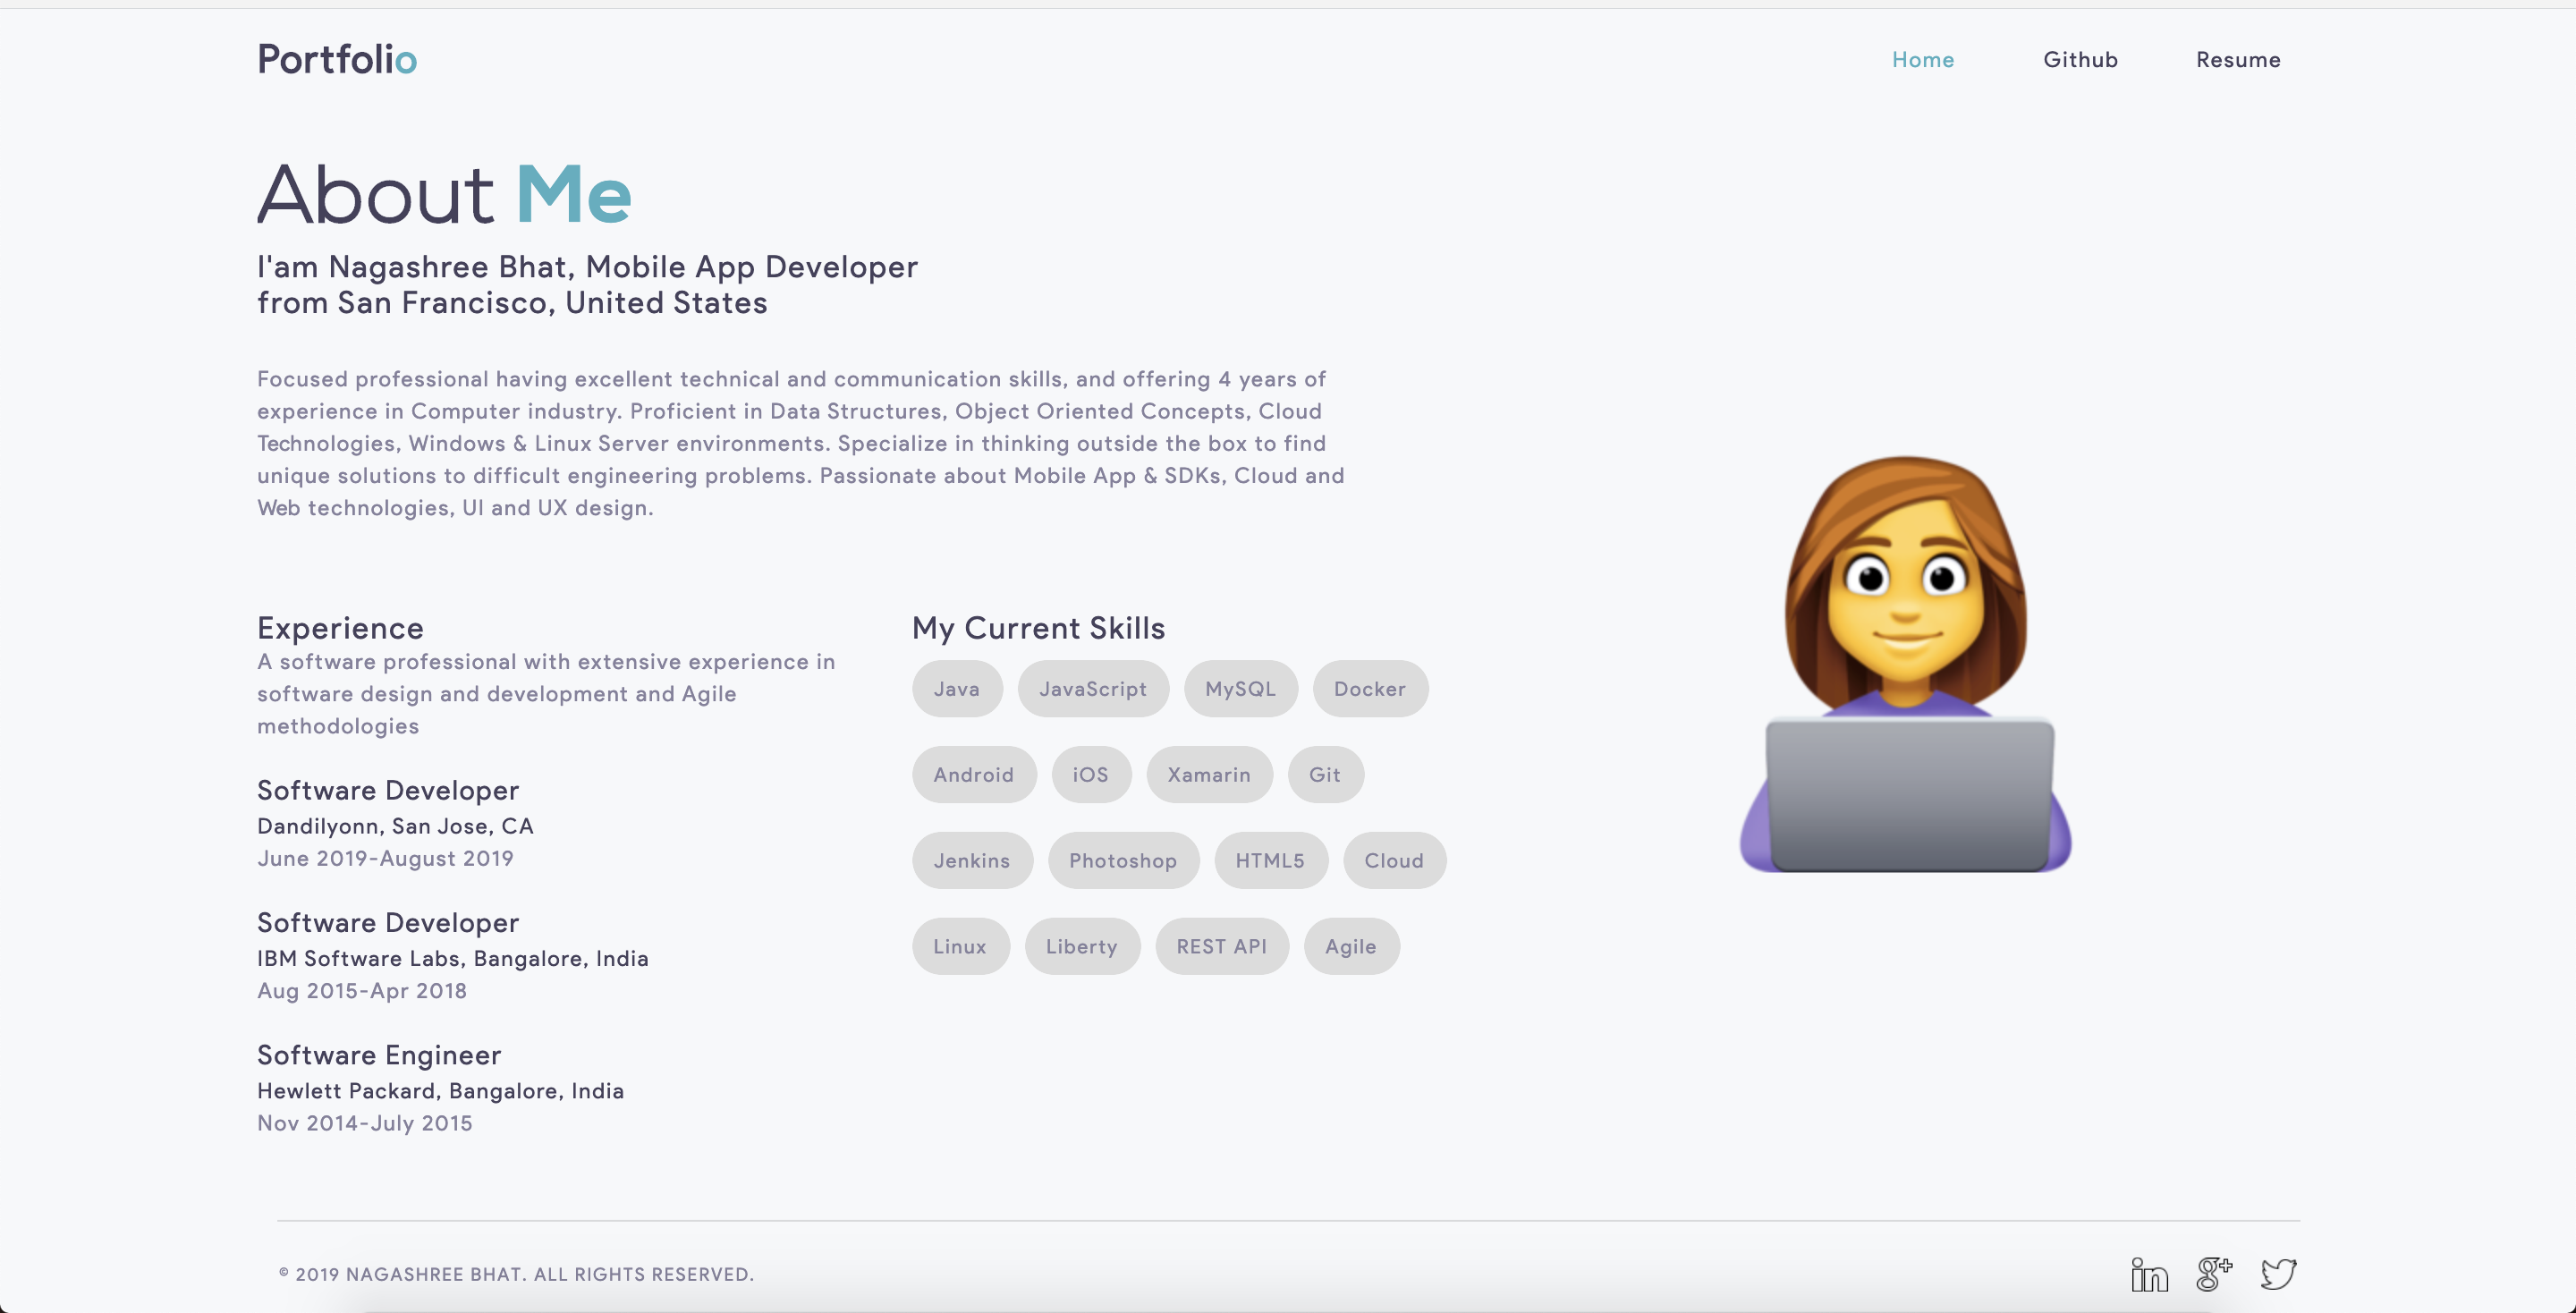 Portfolio
Home Github Resume
About Me
I'am Nagashree Bhat, Mobile App Developer
from San Francisco, United States
Focused professional having excellent technical and communication skills, and offering 4 years of
experience in Computer industry. Proficient in Data Structures, Object Oriented Concepts, Cloud
Technologies, Windows & Linux Server environments. Specialize in thinking outside the box to find
unique solutions to difficult engineering problems. Passionate about Mobile App & SDKs, Cloud and
Web technologies, UI and UX design.
Experience
A software professional with extensive experience in
software design and development and Agile
methodologies
Software Developer
Dandilyonn, San Jose, CA
June 2019-August 2019
Software Developer
IBM Software Labs, Bangalore, India
Aug 2015-Apr 2018
Software Engineer
Hewlett Packard, Bangalore, India
Nov 2014-July 2015
My Current Skills
Java JavaScript MySQL Docker
Android iOS Xamarin Git
Jenkins Photoshop HTML5 Cloud
Linux Liberty REST API Agile
© 2019 NAGASHREE BHAT. ALL RIGHTS RESERVED.
in g+